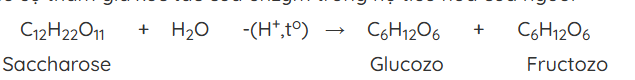 C₁₂H₂₂O₁₁ + H₂O -(H⁺,tᵒ) → C₆H₁₂O₆ + C₆H₁₂O₆
Saccharose Glucozo Fructozo